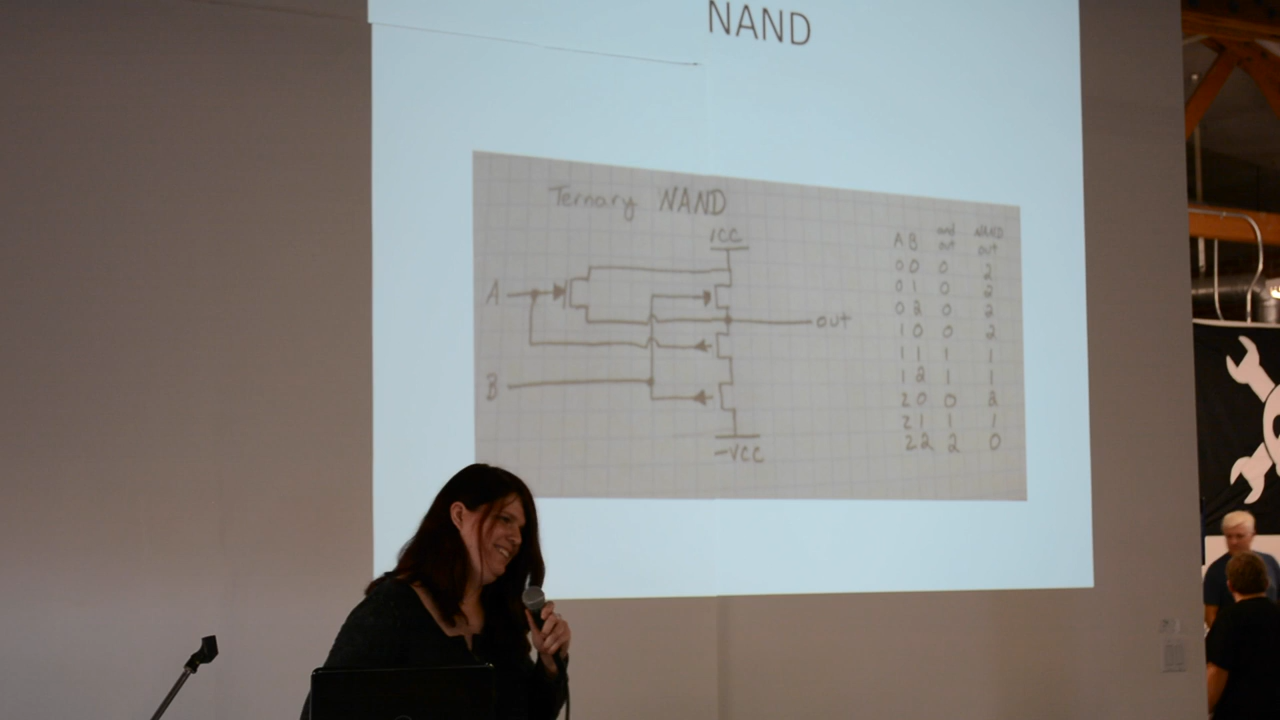 NAND
Ternary NAND
VCC
A
out
B
-VCC
A B and out NAND out
0 0 0 2
0 1 0 2
0 2 0 2
1 0 0 2
1 1 1 1
1 2 1 1
2 0 0 2
2 1 1 1
2 2 2 0